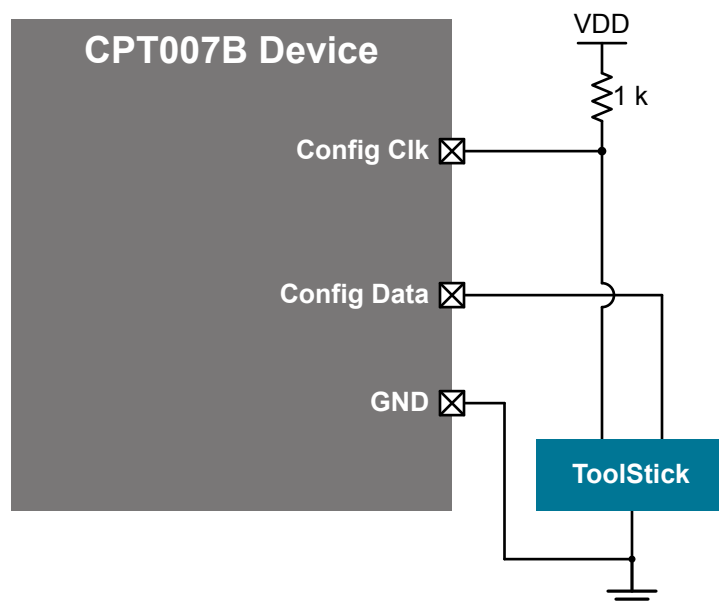 CPT007B Device
VDD
1 k
Config Clk
Config Data
GND
ToolStick